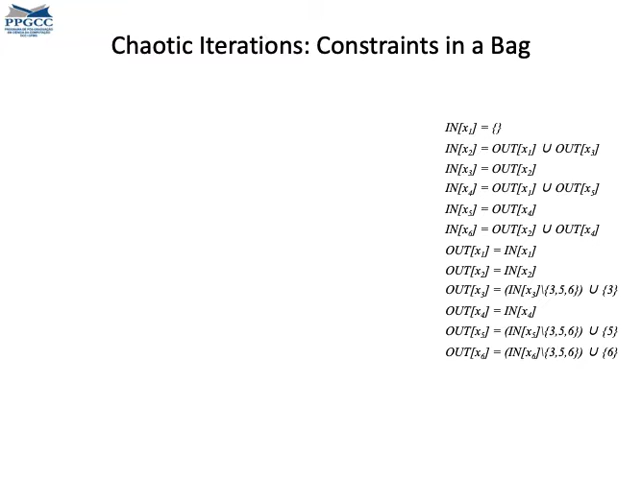 PPGCC
Chaotic Iterations: Constraints in a Bag
IN[x₁] = {}
IN[x₂] = OUT[x₁] ∪ OUT[x₃]
IN[x₃] = OUT[x₂]
IN[x₄] = OUT[x₁] ∪ OUT[x₅]
IN[x₅] = OUT[x₄]
IN[x₆] = OUT[x₂] ∪ OUT[x₄]
OUT[x₁] = IN[x₁]
OUT[x₂] = IN[x₂]
OUT[x₃] = (IN[x₃]\{3,5,6}) ∪ {3}
OUT[x₄] = IN[x₄]
OUT[x₅] = (IN[x₅]\{3,5,6}) ∪ {5}
OUT[x₆] = (IN[x₆]\{3,5,6}) ∪ {6}